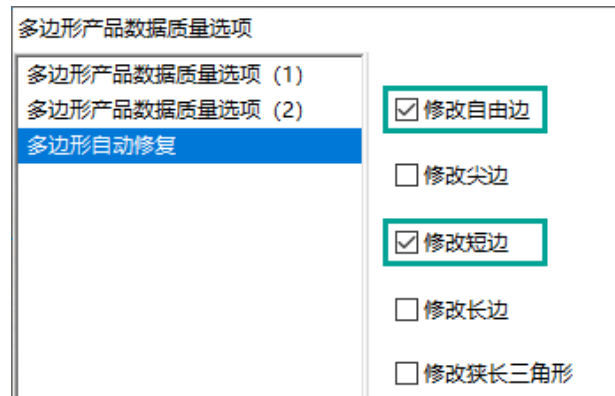 多边形产品数据质量选项
多边形产品数据质量选项（1）
多边形产品数据质量选项（2）
多边形自动修复
修改自由边
修改尖边
修改短边
修改长边
修改狭长三角形